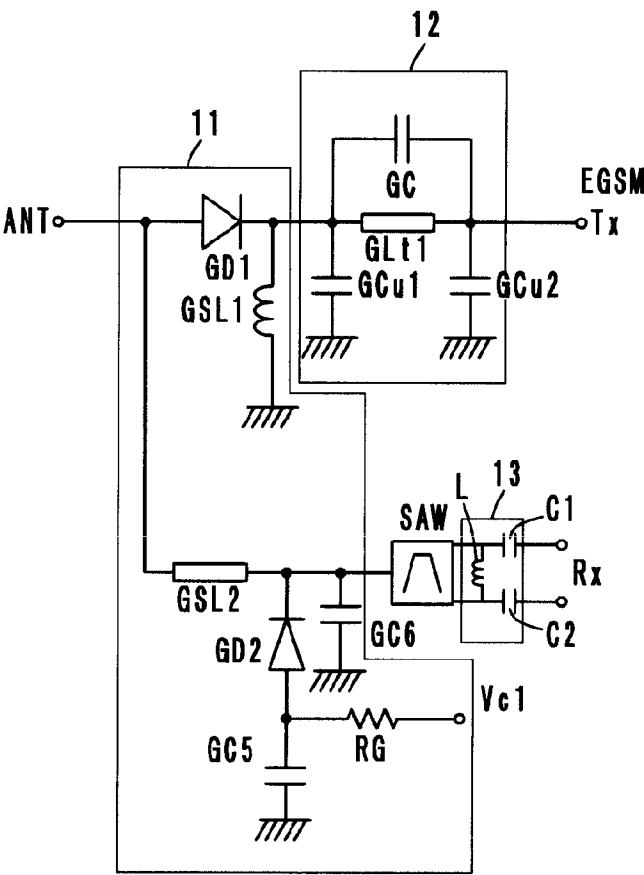 12
11
GC
EGSM
ANT
Tx
GD1
GLt1
GSL1
GCu1
GCu2
L
13
C1
SAW
Rx
GSL2
GD2
GC6
C2
Vc1
GC5
RG